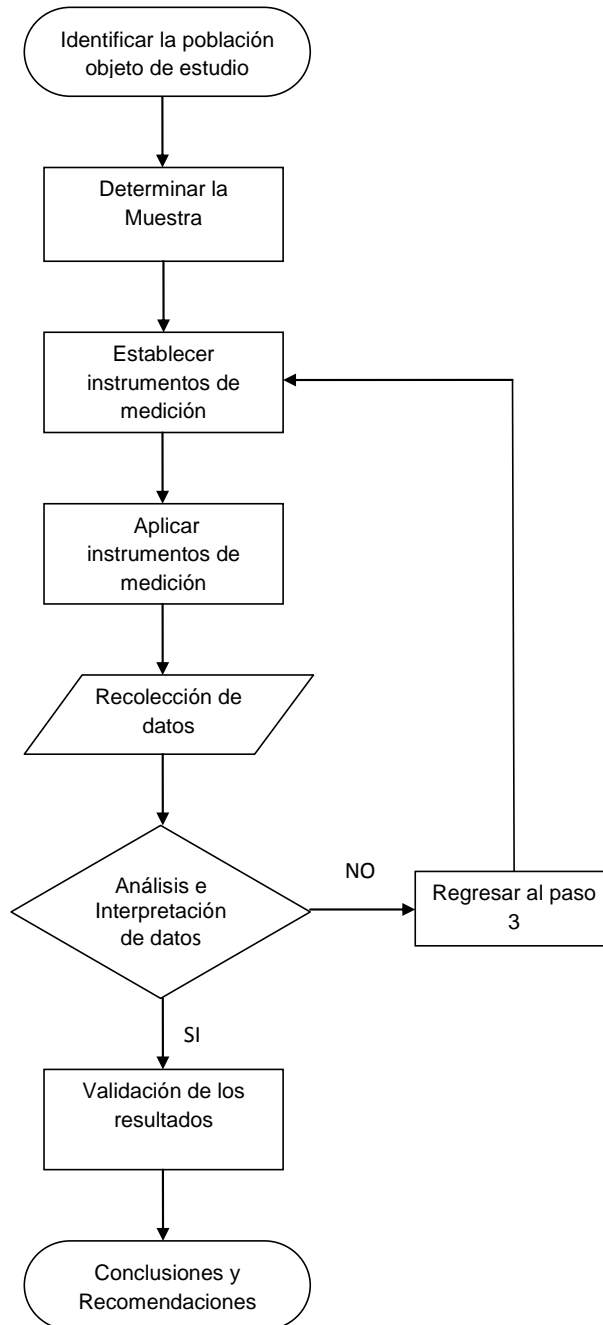 Identificar la población
objeto de estudio
Determinar la
Muestra
Establecer
instrumentos de
medición
Aplicar
instrumentos de
medición
Recolección de
datos
Análisis e
Interpretación
de datos
NO
Regresar al paso
3
SI
Validación de los
resultados
Conclusiones y
Recomendaciones